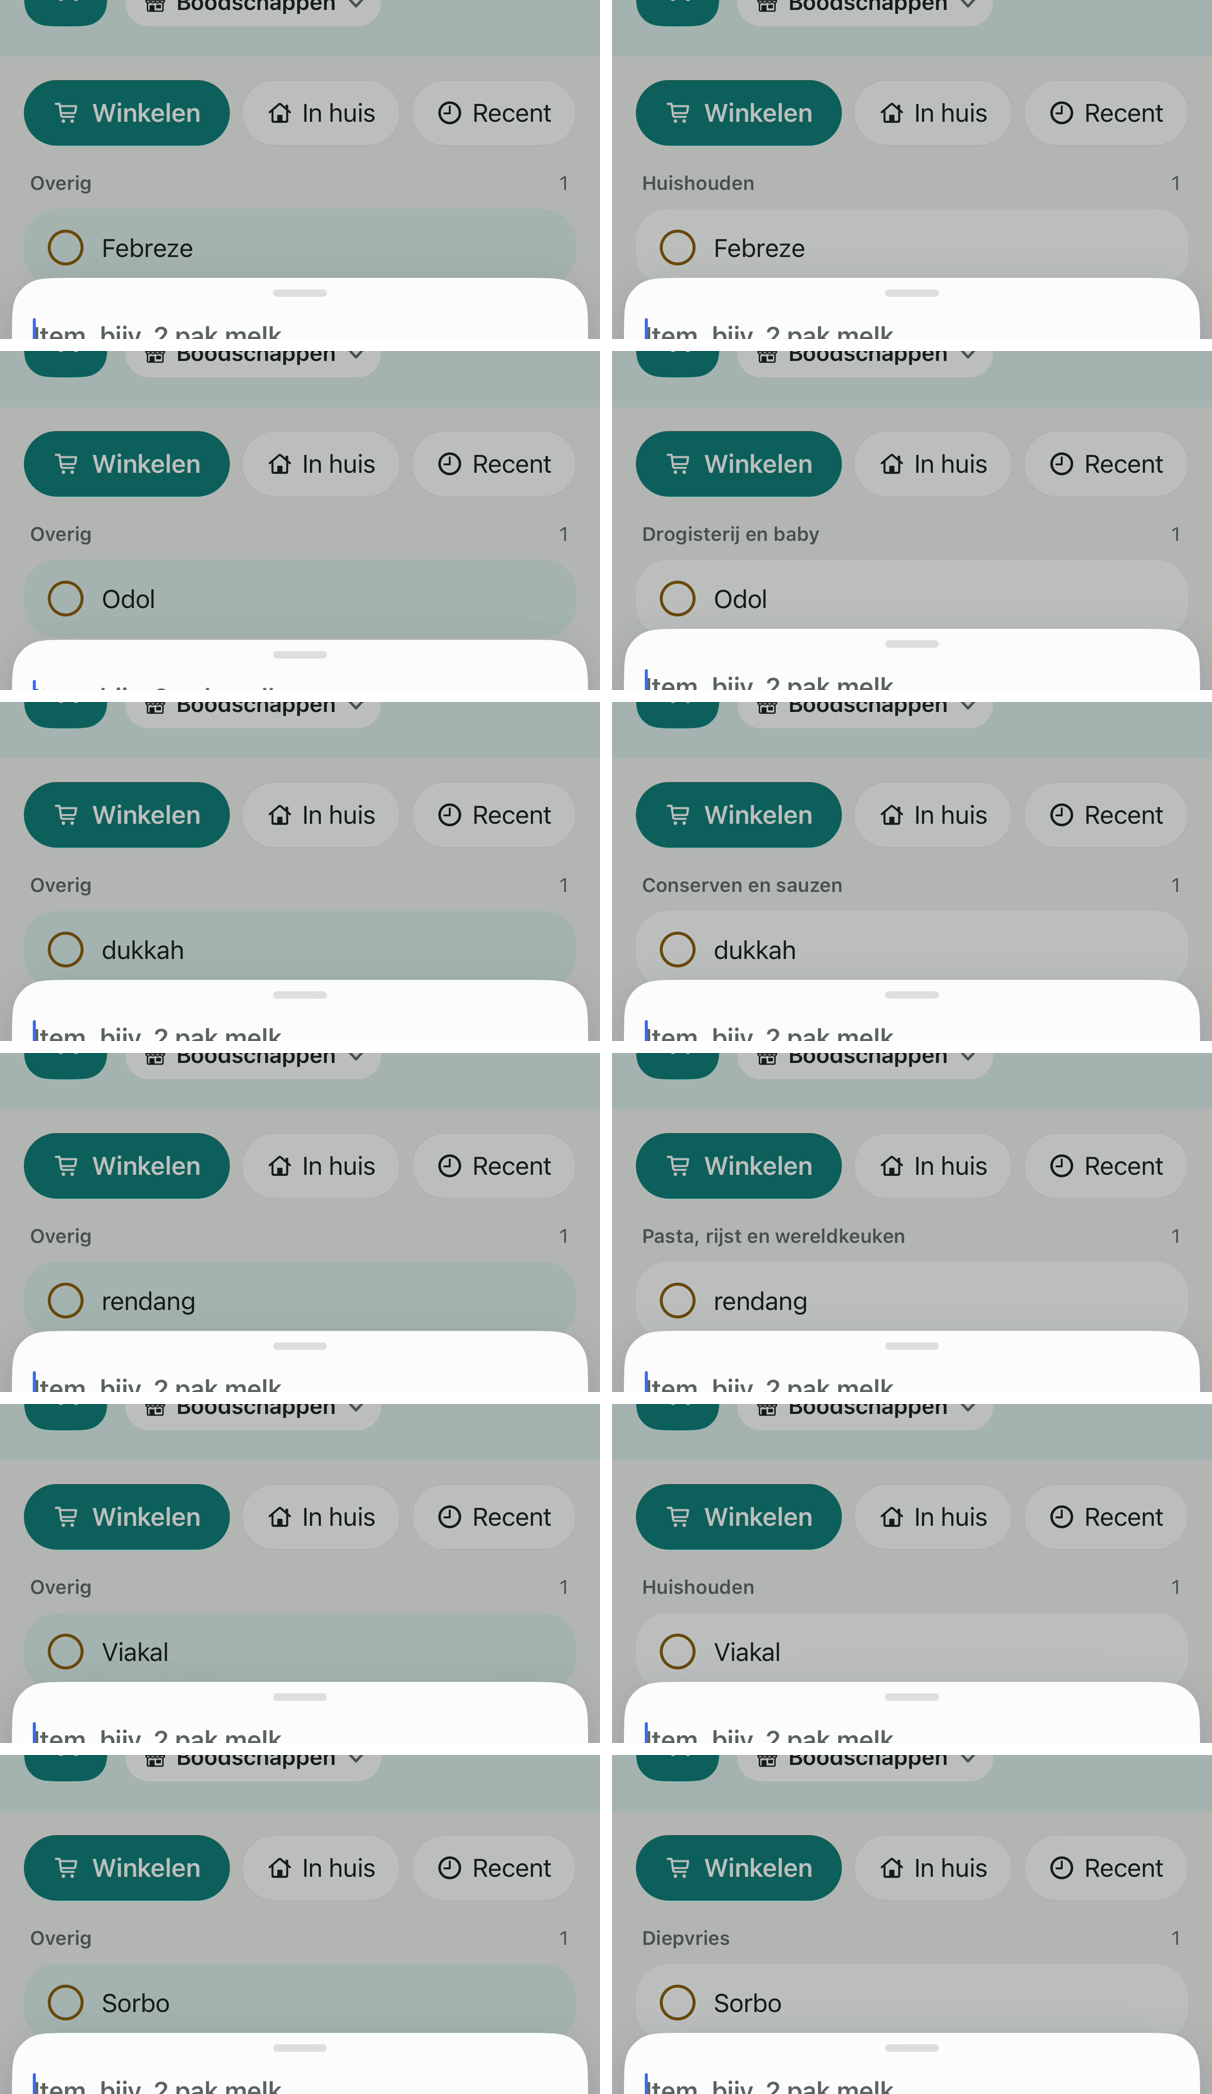 Boodschappen
Winkelen In huis Recent
Overig 1
Febreze
Item, bijv. 2 pak melk
Boodschappen
Winkelen In huis Recent
Huishouden 1
Febreze
Item, bijv. 2 pak melk
Boodschappen
Winkelen In huis Recent
Overig 1
Odol
Boodschappen
Winkelen In huis Recent
Drogisterij en baby 1
Odol
Item, bijv. 2 pak melk
Boodschappen
Winkelen In huis Recent
Overig 1
dukkah
Item, bijv. 2 pak melk
Boodschappen
Winkelen In huis Recent
Conserven en sauzen 1
dukkah
Item, bijv. 2 pak melk
Boodschappen
Winkelen In huis Recent
Overig 1
rendang
Item, bijv. 2 pak melk
Boodschappen
Winkelen In huis Recent
Pasta, rijst en wereldkeuken 1
rendang
Item, bijv. 2 pak melk
Boodschappen
Winkelen In huis Recent
Overig 1
Viakal
Item, bijv. 2 pak melk
Boodschappen
Winkelen In huis Recent
Huishouden 1
Viakal
Item, bijv. 2 pak melk
Boodschappen
Winkelen In huis Recent
Overig 1
Sorbo
Item, bijv. 2 pak melk
Boodschappen
Winkelen In huis Recent
Diepvries 1
Sorbo
Item, bijv. 2 pak melk